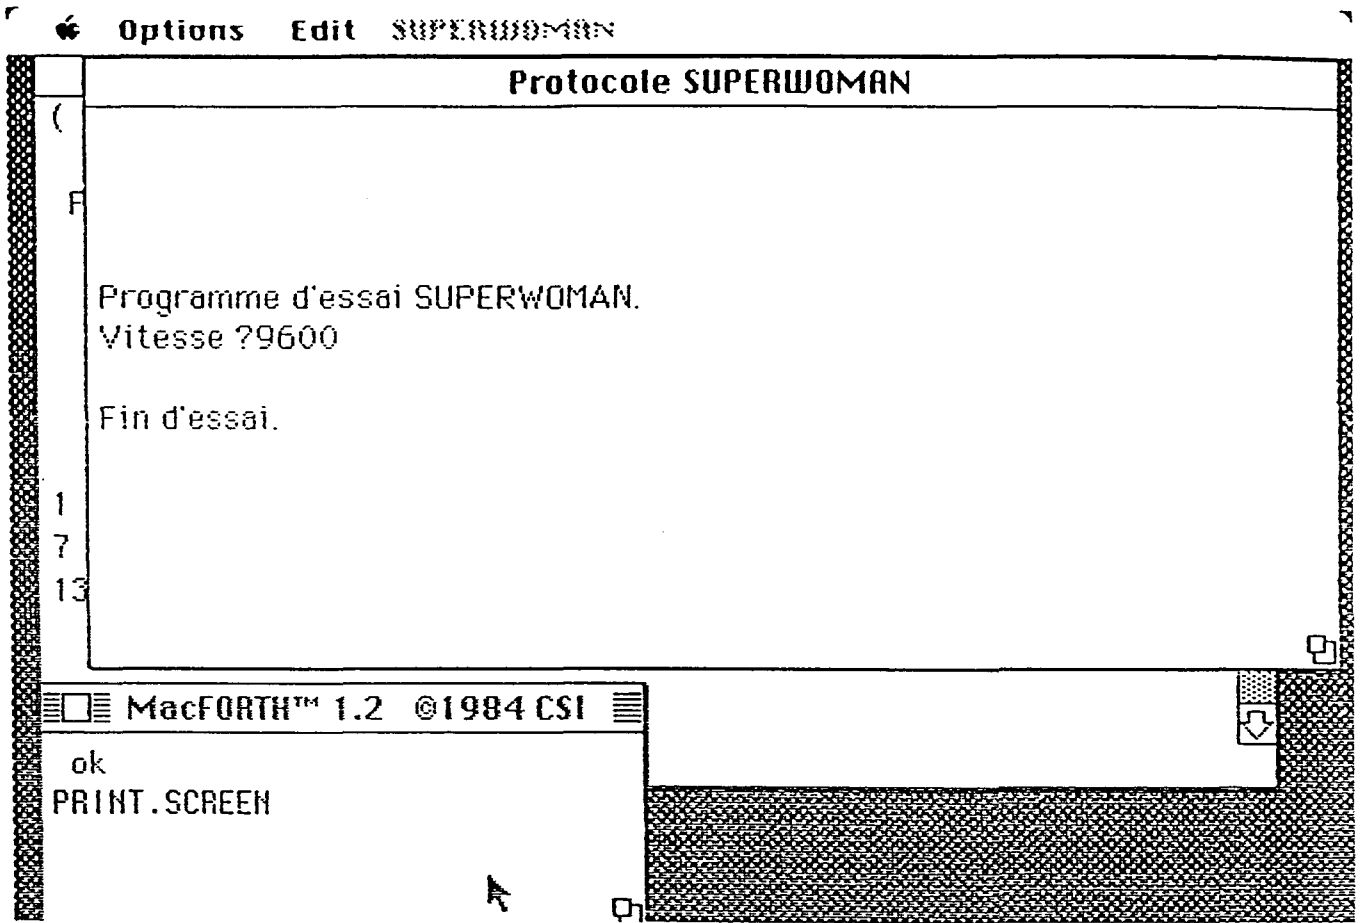 Options Edit SUPERWOMAN
Protocole SUPERWOMAN
(
F
Programme d'essai SUPERWOMAN.
Vitesse ?9600
Fin d'essai.
1
7
13
MacFORTH™ 1.2 ©1984 CSI
ok
PRINT.SCREEN